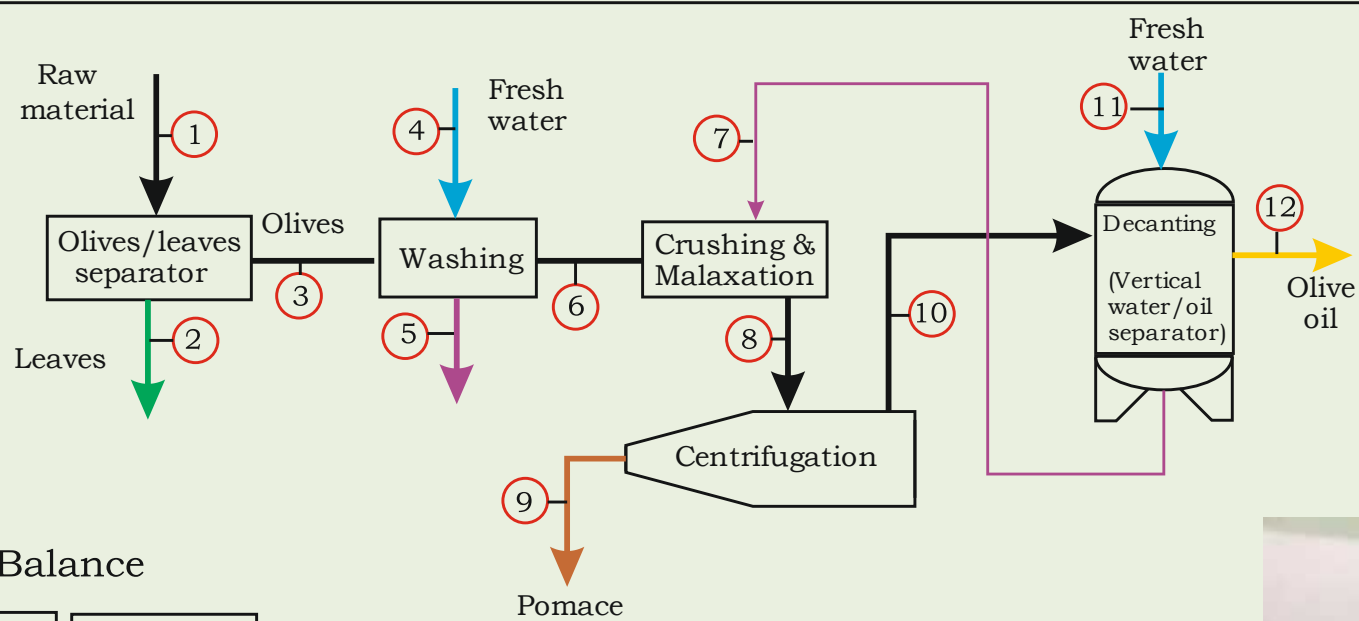 Raw
material
1
4
Fresh
water
7
Fresh
water
11
Olives/leaves
separator
Olives
3
Washing
6
Crushing &
Malaxation
Decanting
(Vertical
water/oil
separator)
12
Olive
oil
Leaves
2
5
8
10
Centrifugation
9
Pomace
Balance